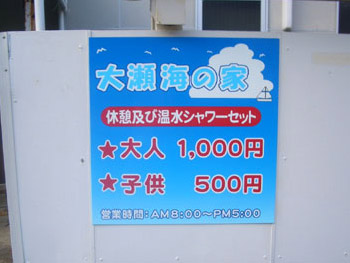 大瀬海の家
休憩及び温水シャワーセット
★大人 1,000円
★子供 500円
営業時間:AM8:00～PM5:00